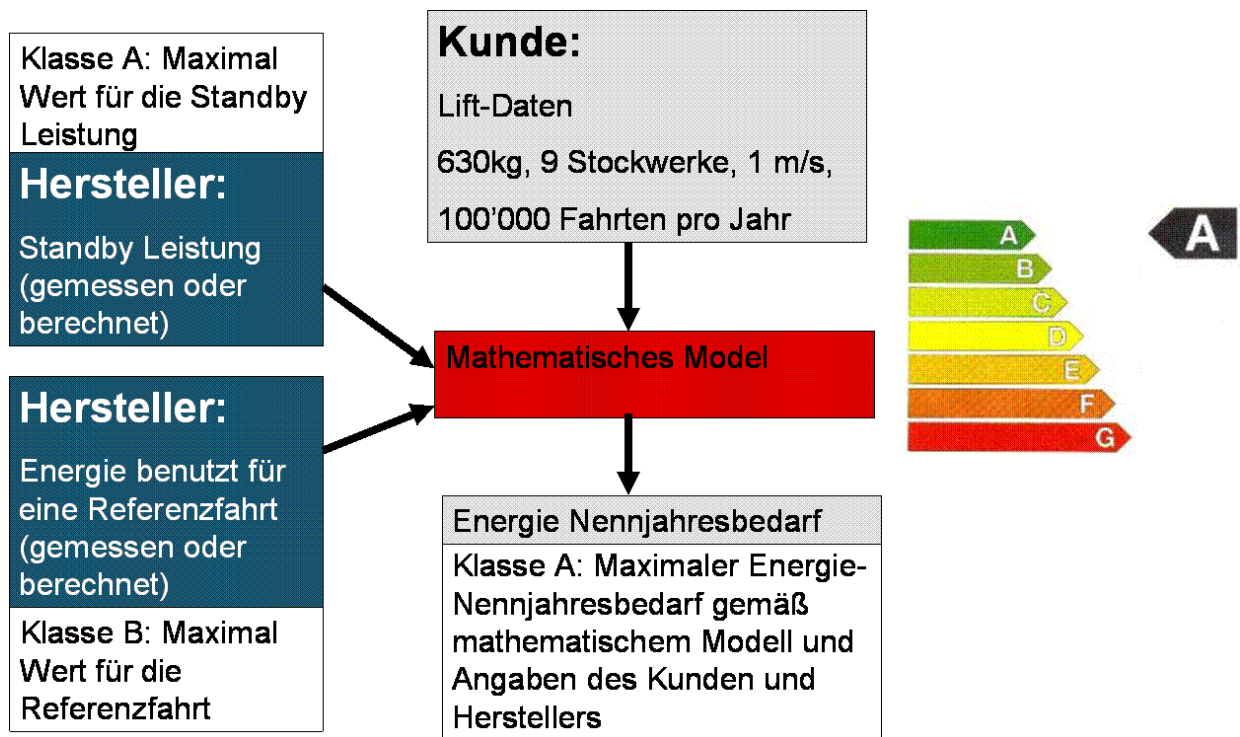 Klasse A: Maximal
Wert für die Standby
Leistung
Hersteller:
Standby Leistung
(gemessen oder
berechnet)
Hersteller:
Energie benutzt für
eine Referenzfahrt
(gemessen oder
berechnet)
Klasse B: Maximal
Wert für die
Referenzfahrt
Kunde:
Lift-Daten
630kg, 9 Stockwerke, 1 m/s,
100'000 Fahrten pro Jahr
Mathematisches Model
Energie Nennjahresbedarf
Klasse A: Maximaler Energie-
Nennjahresbedarf gemäß
mathematischem Modell und
Angaben des Kunden und
Herstellers
A
B
C
D
E
F
G
A